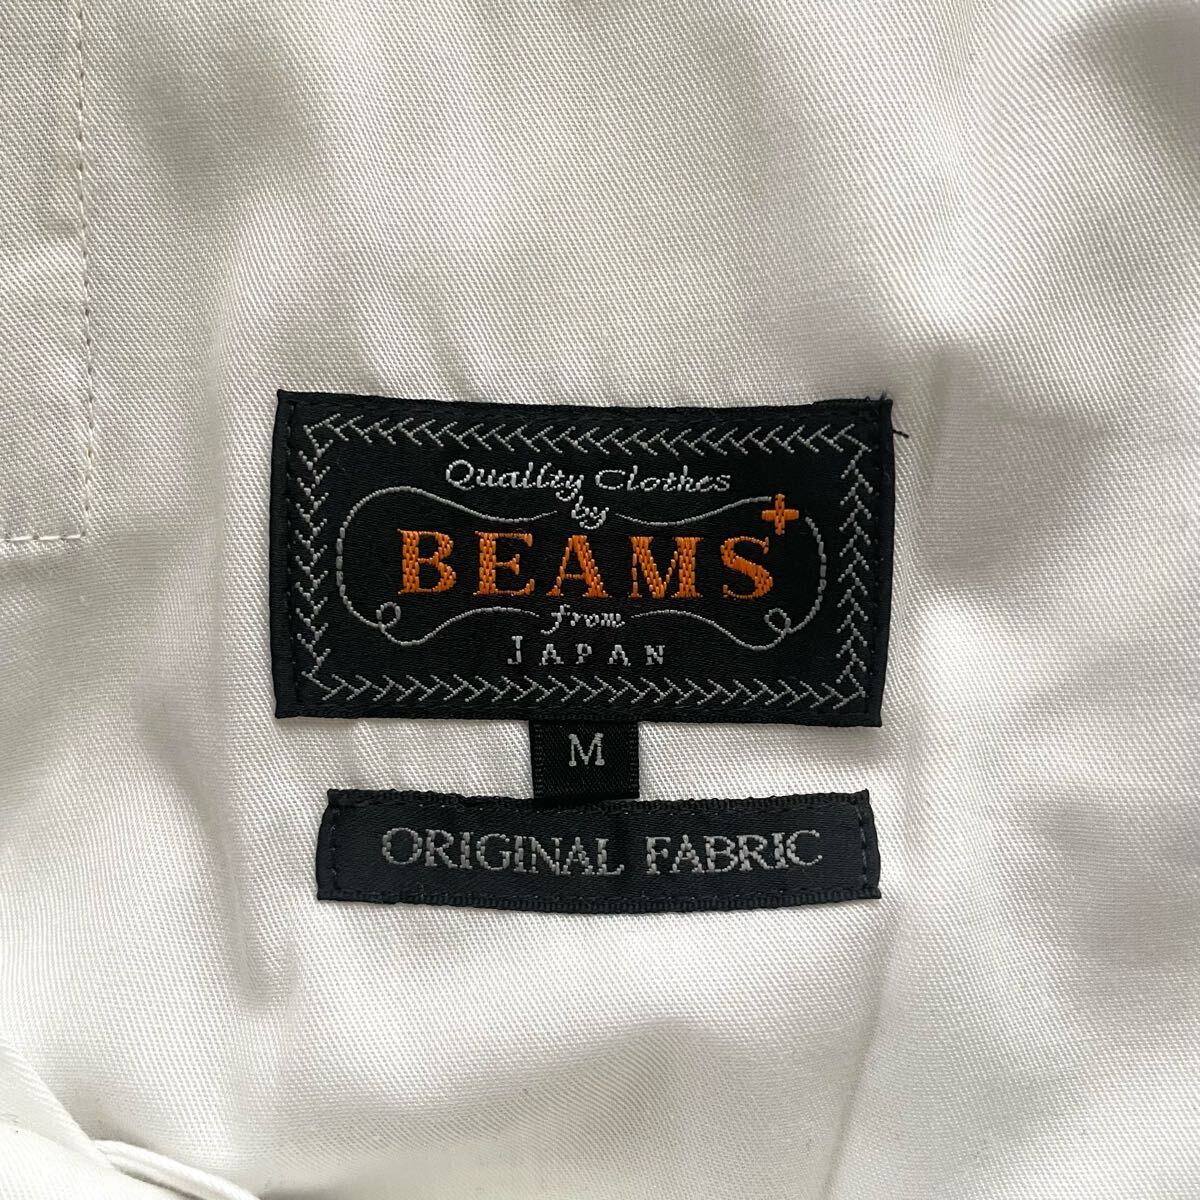 Quality Clothes
by
BEAMS+
from
JAPAN
M
ORIGINAL FABRIC